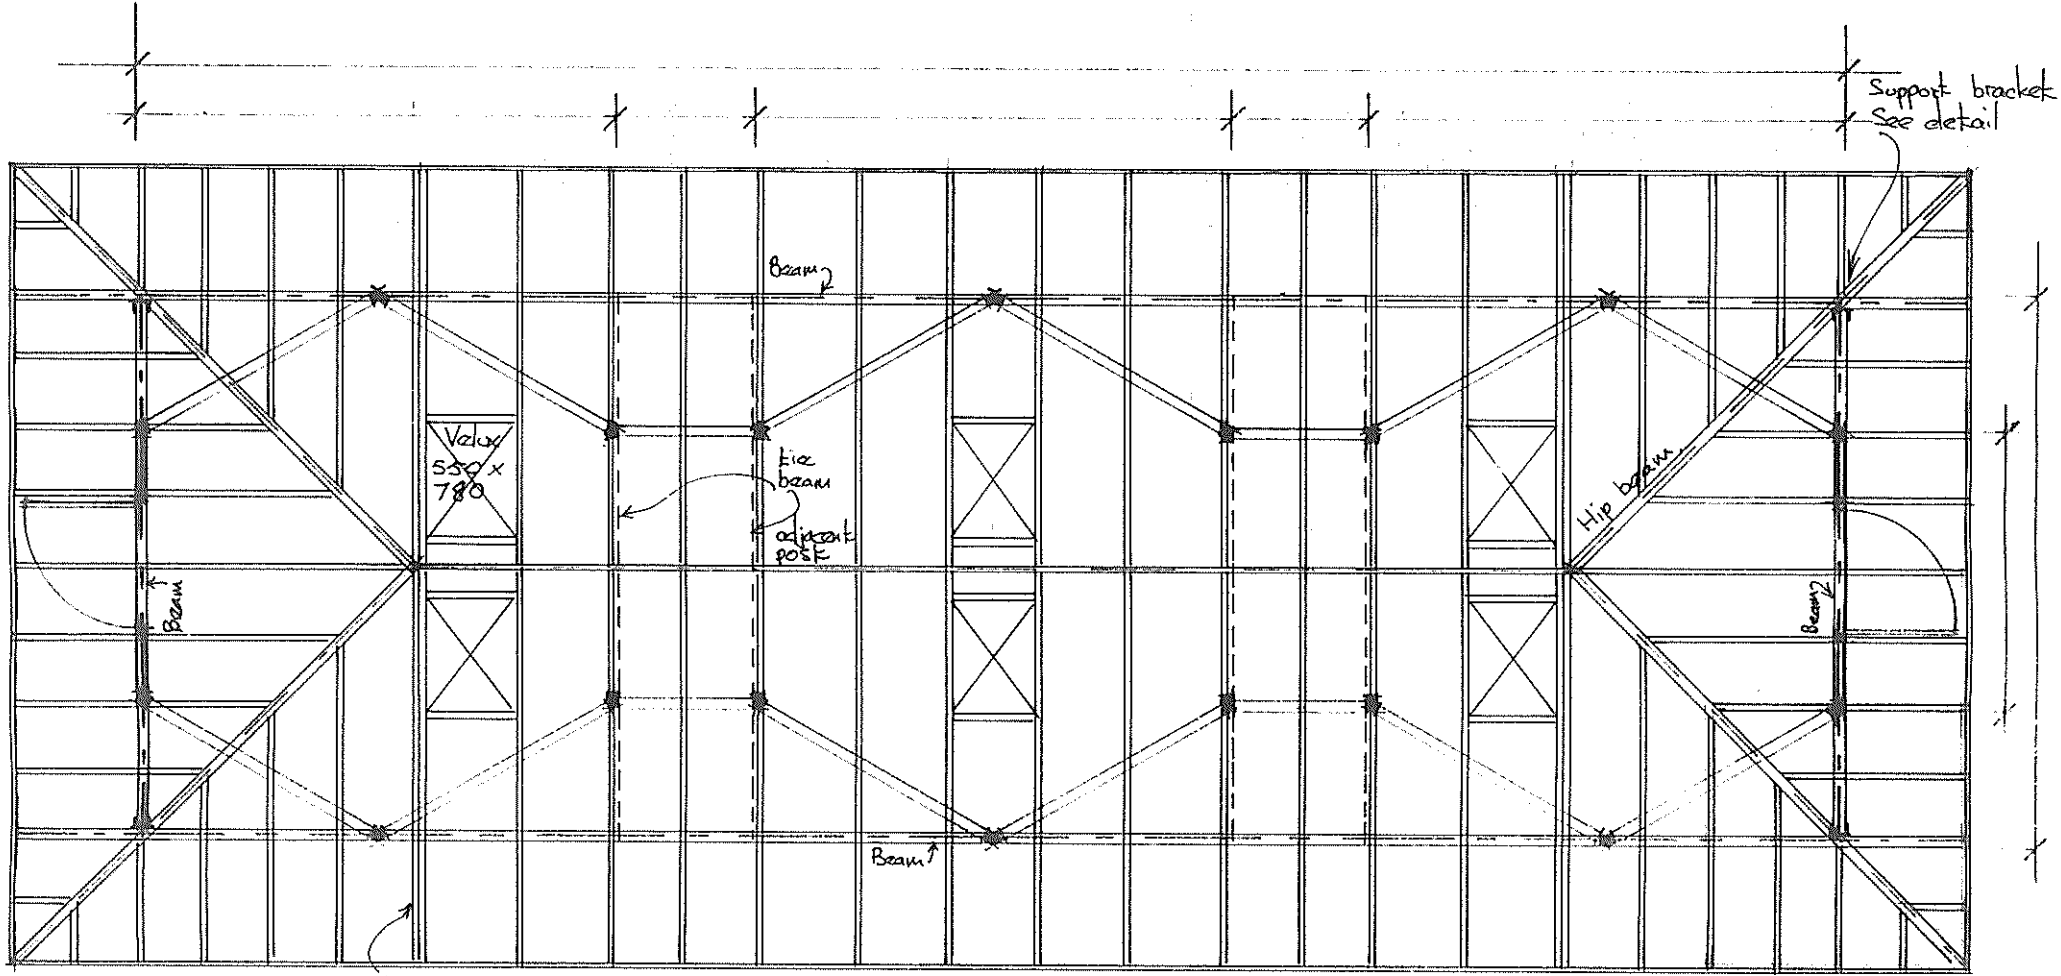 Support bracket
See detail
Beam
Velux
550 x
780
tie
beam
adjacent
post
Hip beam
Beam
Beam
Beam